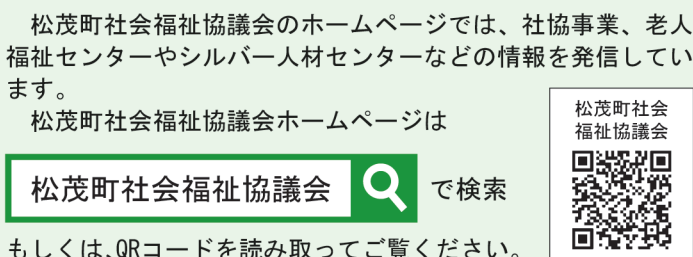 松茂町社会福祉協議会のホームページでは、社協事業、老人
福祉センターやシルバー人材センターなどの情報を発信してい
ます。
松茂町社会福祉協議会ホームページは
松茂町社会福祉協議会 で検索
もしくは、QRコードを読み取ってご覧ください。
松茂町社会
福祉協議会